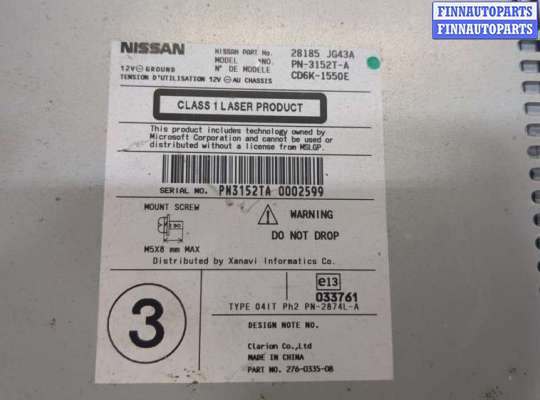 FINNAUTOPARTS
FINNAUTOPARTS
NISSAN
NISSAN PART No. 28185 JG43A
MODEL NO. PN-3152T-A
N° DE MODELE CD6K-1550E
12V ⊖ GROUND
TENSION D'UTILISATION 12V ⊖ AU CHASSIS
CLASS 1 LASER PRODUCT
This product includes technology owned by
Microsoft Corporation and cannot be used or
distributed without a license from MSLGP.
SERIAL NO. PN3152TA 0002599
MOUNT SCREW
M5X8 mm MAX
WARNING
DO NOT DROP
Distributed by Xanavi Informatics Co.
3
e13
033761
TYPE 04IT Ph2 PN-2874L-A
DESIGN NOTE NO.
Clarion Co.,Ltd
MADE IN CHINA
PART NO. 276-0335-08
FINNAUTOPARTS
FINNAUTOPARTS